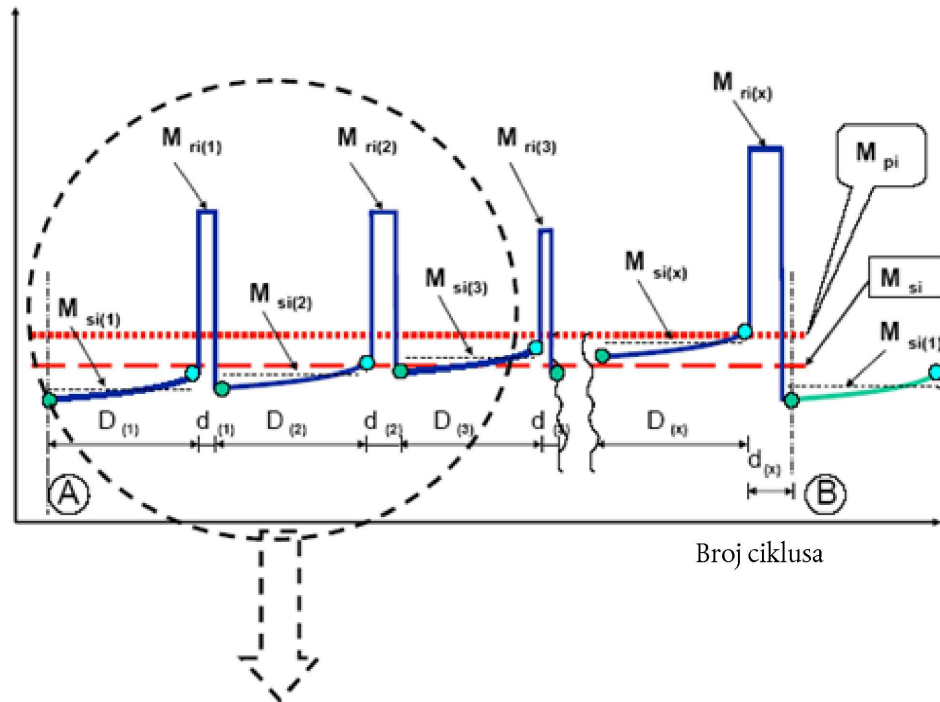 M ri(x)
M ri(1)
M ri(2)
M ri(3)
M pi
M si(1)
M si(2)
M si(3)
M si(x)
M si
M si(1)
D (1)
d (1)
D (2)
d (2)
D (3)
d
D (x)
d (x)
A
B
Broj ciklusa